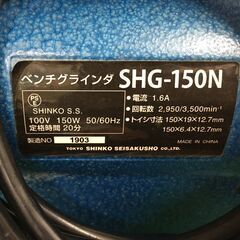 ベンチグラインダ SHG-150N
PS E
SHINKO S.S.
100V 150W 50/60Hz
定格時間 20分
製造NO 1903
● 電流 1.6A
● 回転数 2,950/3,500min⁻¹
● トイシ寸法 150×19×12.7mm
150×6.4×12.7mm
TOKYO SHINKO SEISAKUSHO CO.,LTD.